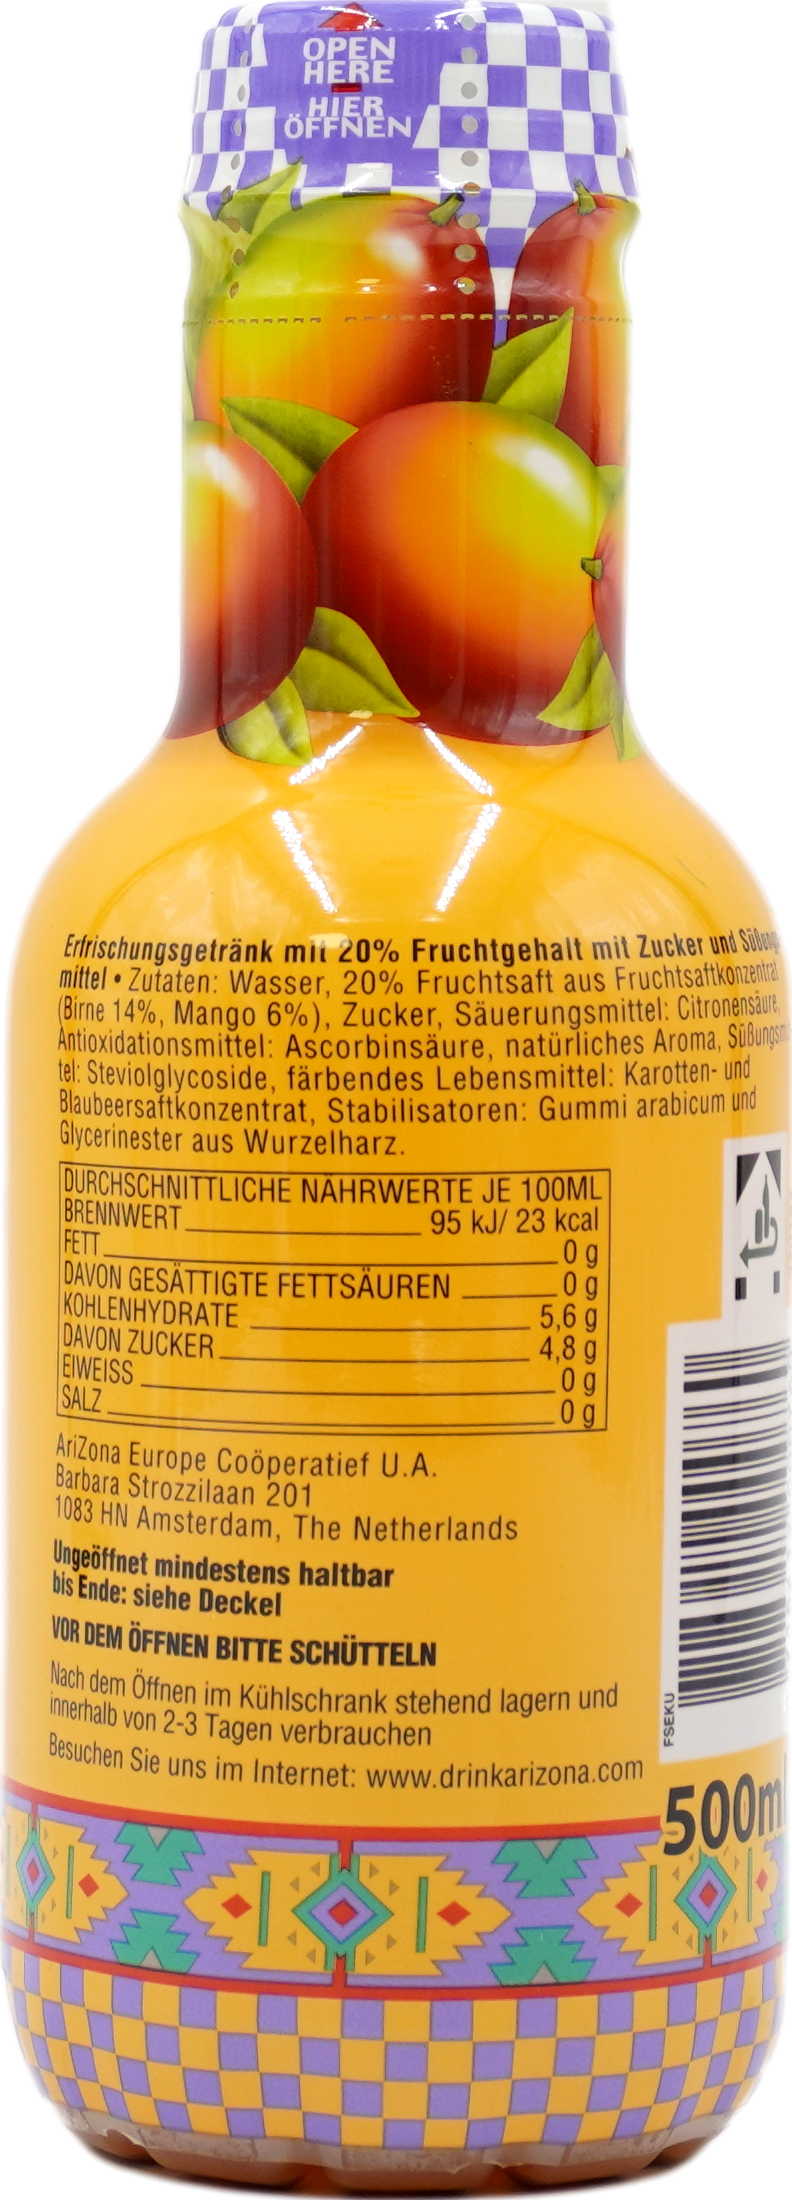 OPEN
HERE
HIER
ÖFFNEN
Erfrischungsgetränk mit 20% Fruchtgehalt mit Zucker und Süßungs-
mittel • Zutaten: Wasser, 20% Fruchtsaft aus Fruchtsaftkonzentrat
(Birne 14%, Mango 6%), Zucker, Säuerungsmittel: Citronensäure,
Antioxidationsmittel: Ascorbinsäure, natürliches Aroma, Süßungsmit-
tel: Steviolglycoside, färbendes Lebensmittel: Karotten- und
Blaubeersaftkonzentrat, Stabilisatoren: Gummi arabicum und
Glycerinester aus Wurzelharz.
DURCHSCHNITTLICHE NÄHRWERTE JE 100ML
BRENNWERT 95 kJ/ 23 kcal
FETT 0 g
DAVON GESÄTTIGTE FETTSÄUREN 0 g
KOHLENHYDRATE 5,6 g
DAVON ZUCKER 4,8 g
EIWEISS 0 g
SALZ 0 g
AriZona Europe Coöperatief U.A.
Barbara Strozzilaan 201
1083 HN Amsterdam, The Netherlands
Ungeöffnet mindestens haltbar
bis Ende: siehe Deckel
VOR DEM ÖFFNEN BITTE SCHÜTTELN
Nach dem Öffnen im Kühlschrank stehend lagern und
innerhalb von 2-3 Tagen verbrauchen
Besuchen Sie uns im Internet: www.drinkarizona.com
FSEKU
500ml